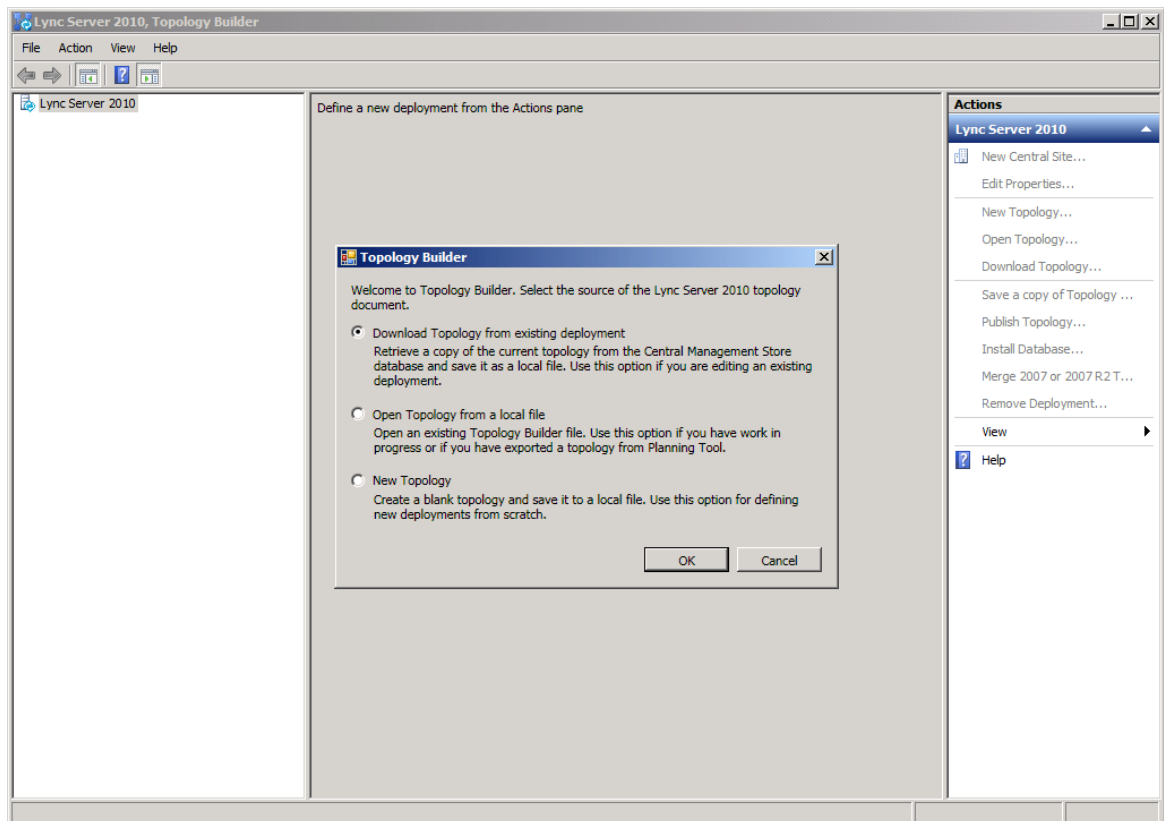 Lync Server 2010, Topology Builder
File Action View Help
Lync Server 2010
Define a new deployment from the Actions pane
Topology Builder
Welcome to Topology Builder. Select the source of the Lync Server 2010 topology
document.
Download Topology from existing deployment
Retrieve a copy of the current topology from the Central Management Store
database and save it as a local file. Use this option if you are editing an existing
deployment.
Open Topology from a local file
Open an existing Topology Builder file. Use this option if you have work in
progress or if you have exported a topology from Planning Tool.
New Topology
Create a blank topology and save it to a local file. Use this option for defining
new deployments from scratch.
OK Cancel
Actions
Lync Server 2010
New Central Site...
Edit Properties...
New Topology...
Open Topology...
Download Topology...
Save a copy of Topology ...
Publish Topology...
Install Database...
Merge 2007 or 2007 R2 T...
Remove Deployment...
View
Help